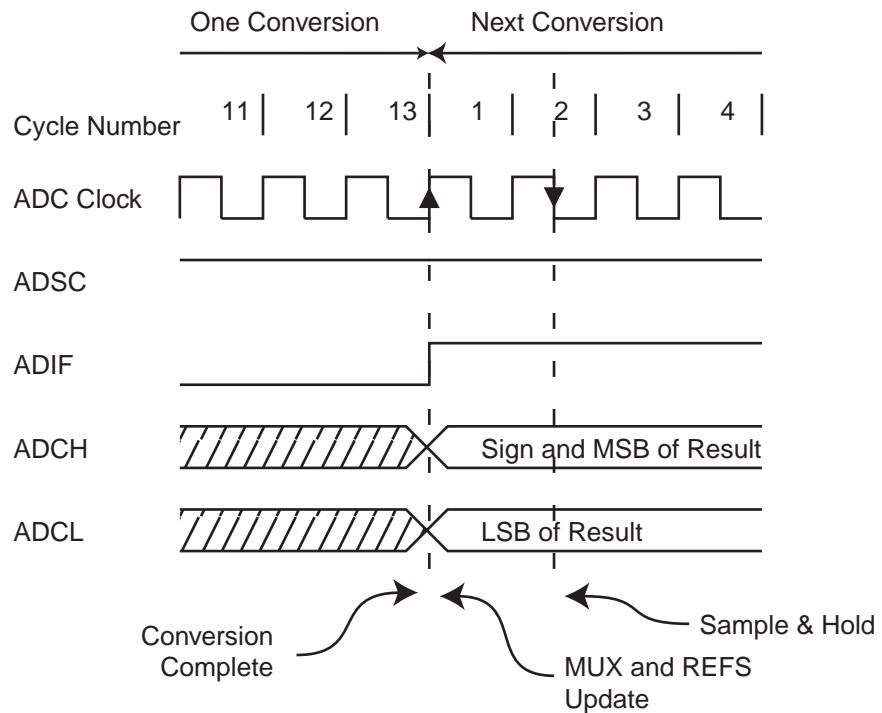 One Conversion Next Conversion
Cycle Number 11 12 13 1 2 3 4
ADC Clock
ADSC
ADIF
ADCH Sign and MSB of Result
ADCL LSB of Result
Conversion
Complete
MUX and REFS
Update
Sample & Hold